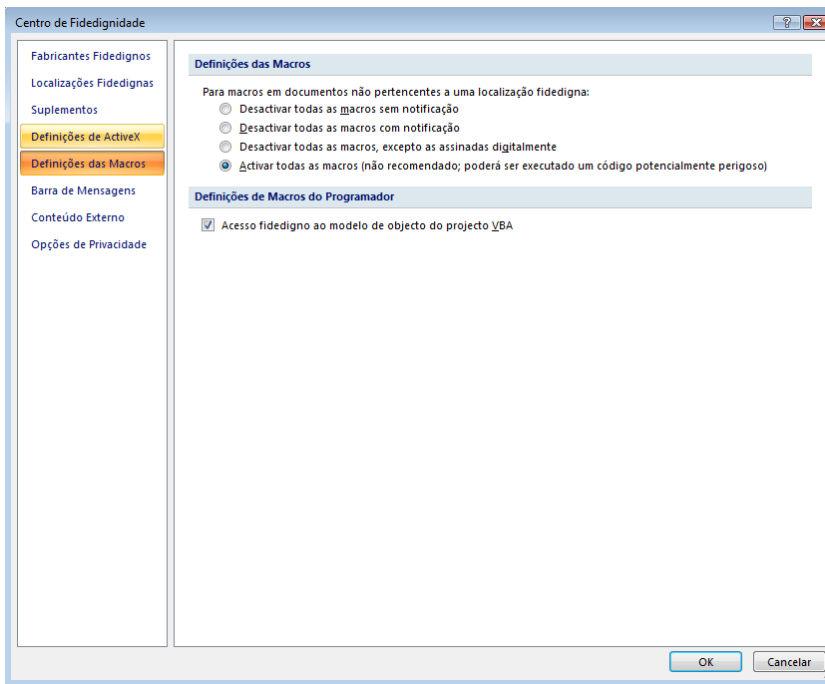 Centro de Fidedignidade
Fabricantes Fidedignos
Localizações Fidedignas
Suplementos
Definições de ActiveX
Definições das Macros
Barra de Mensagens
Conteúdo Externo
Opções de Privacidade
Definições das Macros
Para macros em documentos não pertencentes a uma localização fidedigna:
Desactivar todas as macros sem notificação
Desactivar todas as macros com notificação
Desactivar todas as macros, excepto as assinadas digitalmente
Activar todas as macros (não recomendado; poderá ser executado um código potencialmente perigoso)
Definições de Macros do Programador
Acesso fidedigno ao modelo de objecto do projecto VBA
OK
Cancelar